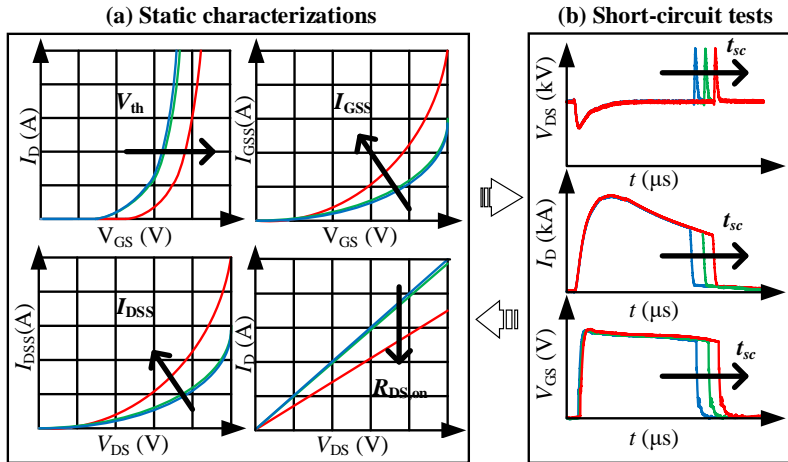 (a) Static characterizations
I_D (A)
V_th
V_GS (V)
I_GSS(A)
I_GSS
V_GS (V)
I_DSS(A)
I_DSS
V_DS (V)
I_D (A)
R_DS,on
V_DS (V)
(b) Short-circuit tests
V_DS (kV)
t_sc
t (μs)
I_D (kA)
t_sc
t (μs)
V_GS (V)
t_sc
t (μs)